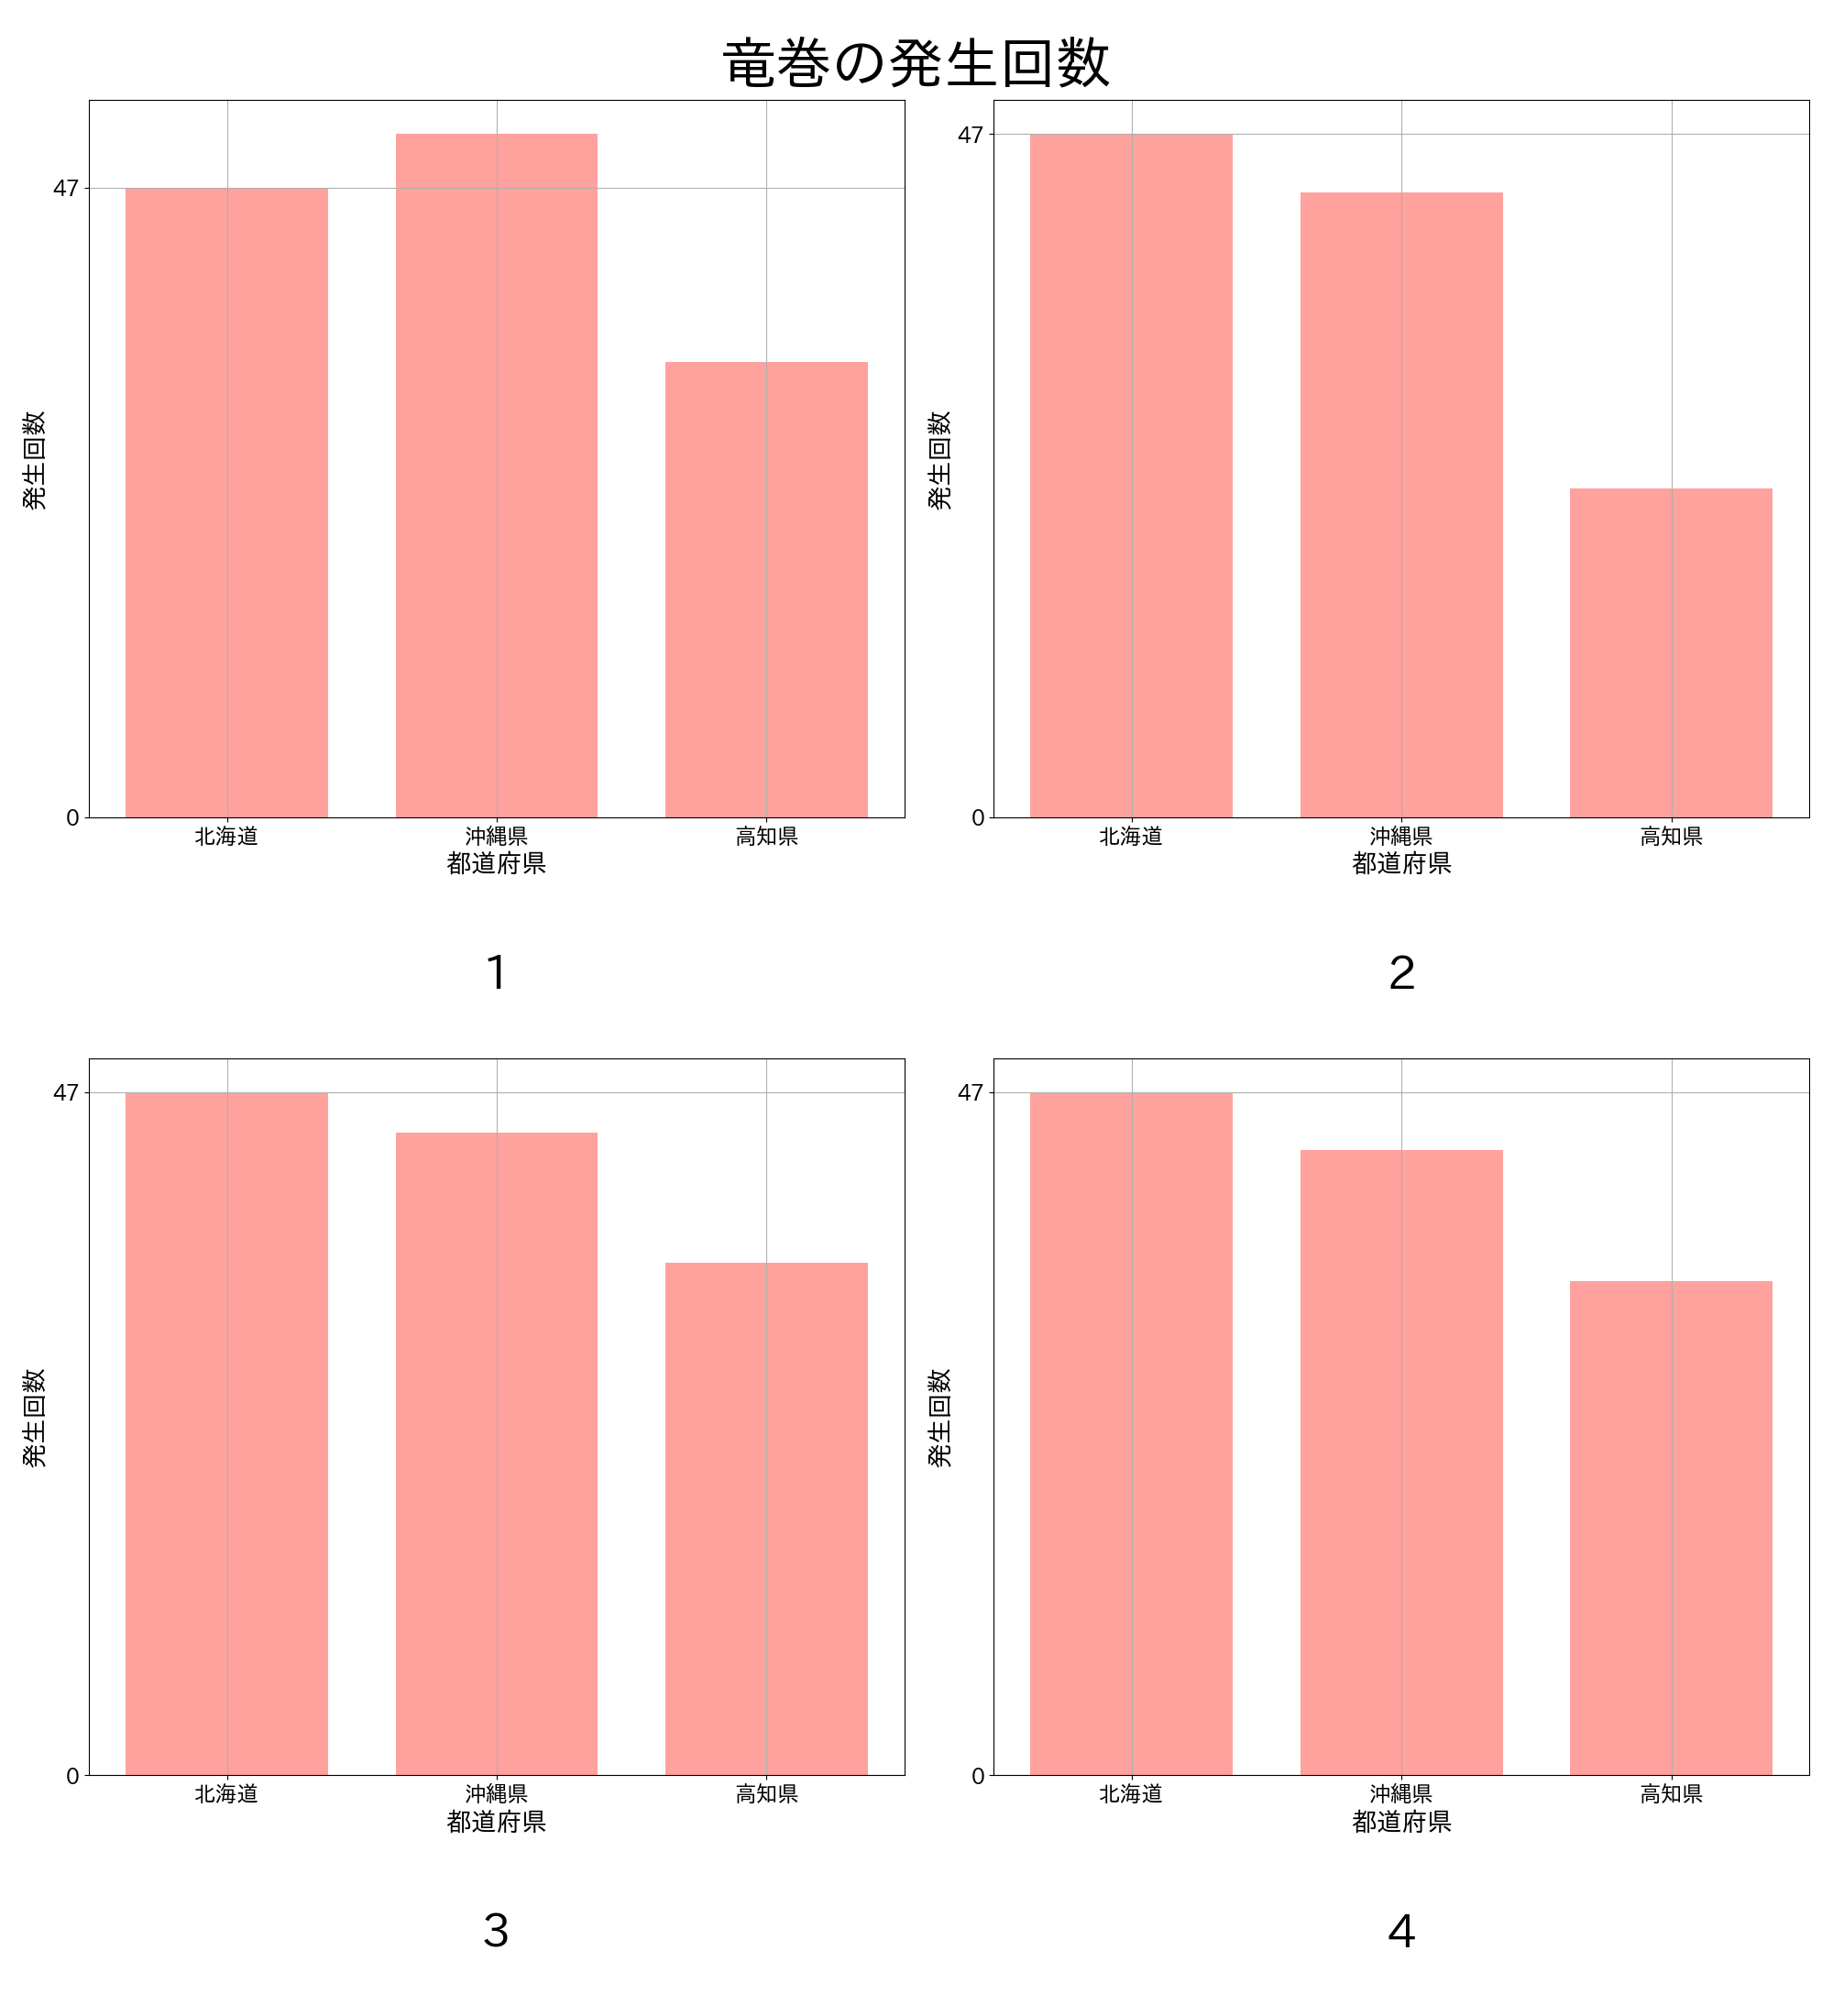 竜巻の発生回数
47
0
発生回数
北海道 沖縄県 高知県
都道府県
1
47
0
発生回数
北海道 沖縄県 高知県
都道府県
2
47
0
発生回数
北海道 沖縄県 高知県
都道府県
3
47
0
発生回数
北海道 沖縄県 高知県
都道府県
4